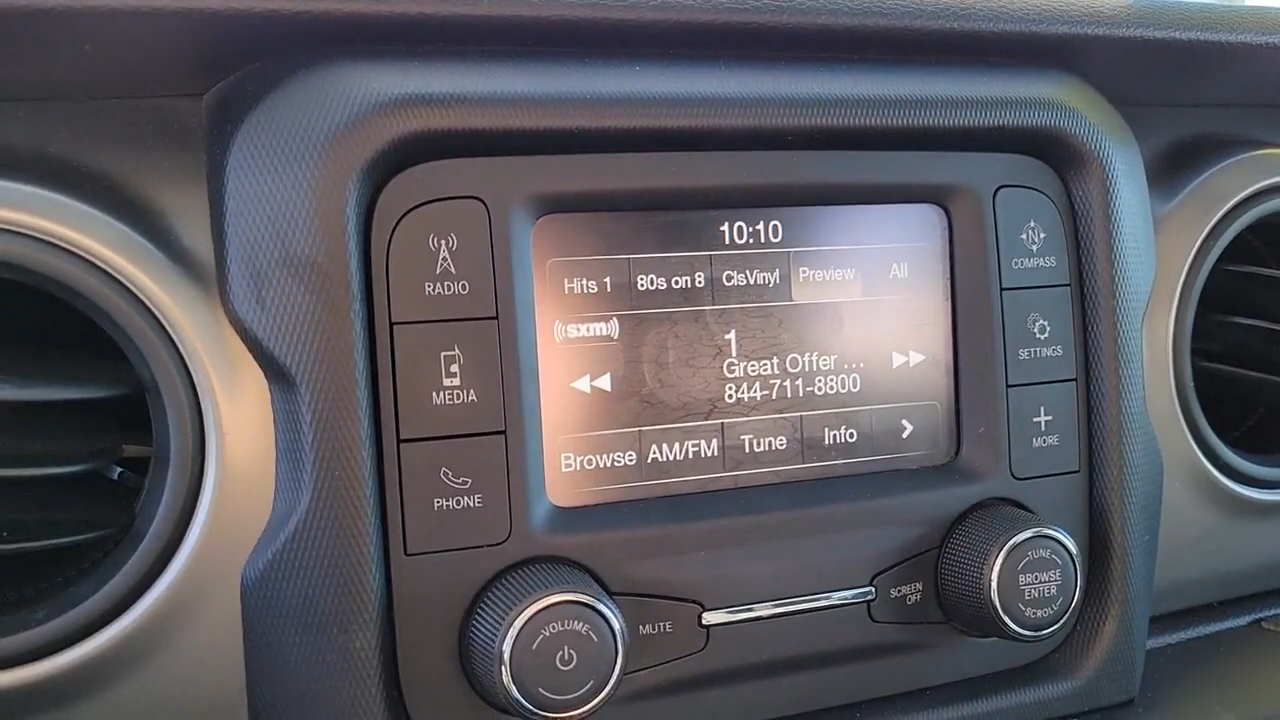 10:10
Hits 1 80s on 8 ClsVinyl Preview All
((sxm))
1
Great Offer ...
844-711-8800
Browse AM/FM Tune Info >
RADIO
MEDIA
PHONE
N
COMPASS
SETTINGS
+
MORE
VOLUME
MUTE
SCREEN
OFF
TUNE
BROWSE
ENTER
SCROLL